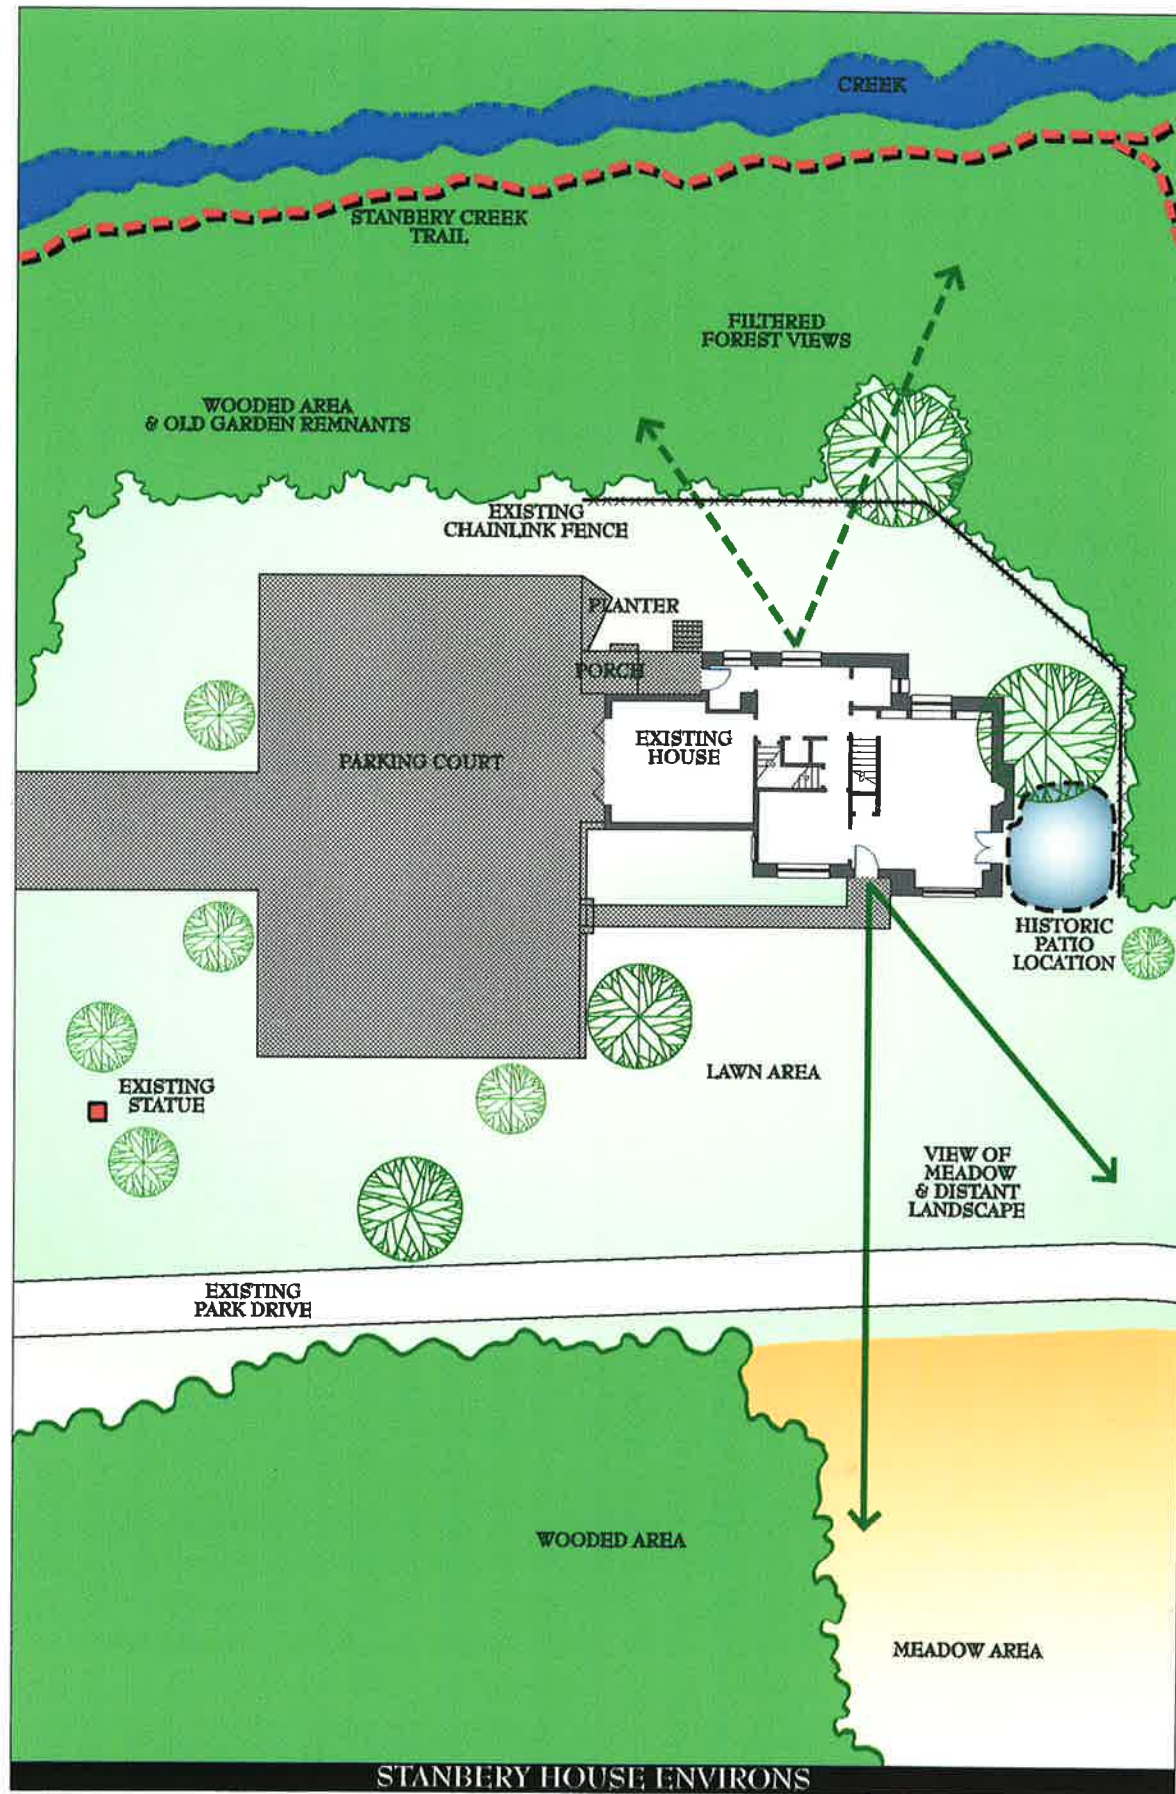 CREEK
STANBERY CREEK
TRAIL
FILTERED
FOREST VIEWS
WOODED AREA
& OLD GARDEN REMNANTS
EXISTING
CHAINLINK FENCE
PLANTER
PORCH
EXISTING
HOUSE
PARKING COURT
HISTORIC
PATIO
LOCATION
LAWN AREA
EXISTING
STATUE
VIEW OF
MEADOW
& DISTANT
LANDSCAPE
EXISTING
PARK DRIVE
WOODED AREA
MEADOW AREA
STANBERY HOUSE ENVIRONS